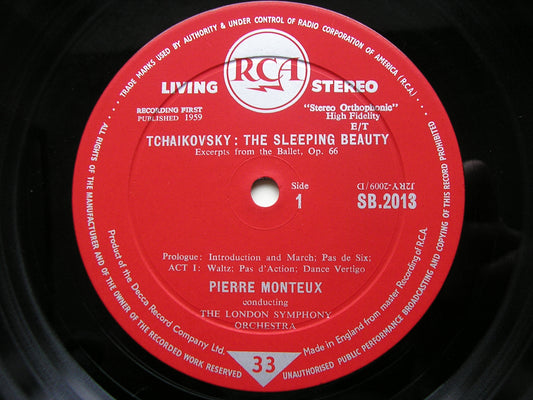 TRADE MARKS USED BY AUTHORITY & UNDER CONTROL OF RADIO CORPORATION OF AMERICA (R.C.A.)
RCA
LIVING STEREO
RECORDING FIRST
PUBLISHED 1959
"Stereo Orthophonic"
High Fidelity
E/T
TCHAIKOVSKY : THE SLEEPING BEAUTY
Excerpts from the Ballet, Op. 66
Side
1
J2RY-2009/D
SB.2013
Prologue: Introduction and March; Pas de Six;
ACT I: Waltz; Pas d'Action; Dance Vertigo
PIERRE MONTEUX
conducting
THE LONDON SYMPHONY
ORCHESTRA
33
Product of the Decca Record Company Ltd.
Made in England from master Recording of R.C.A.
ALL RIGHTS OF THE MANUFACTURER AND OF THE OWNER OF THE RECORDED WORK RESERVED
UNAUTHORISED PUBLIC PERFORMANCE BROADCASTING AND COPYING OF THIS RECORD PROHIBITED